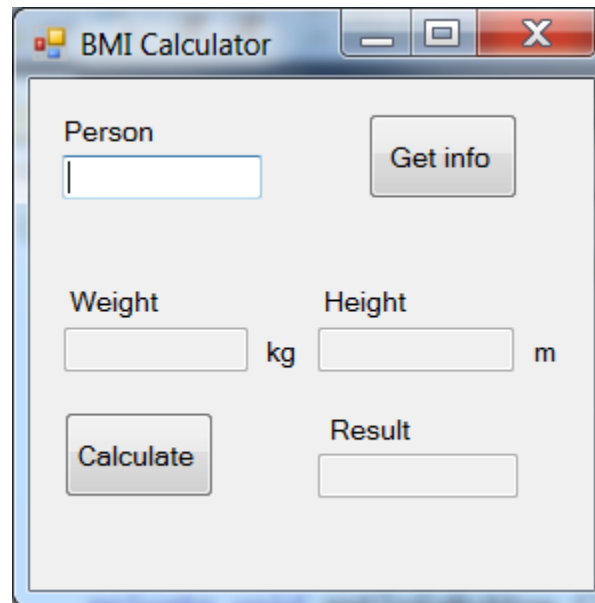 BMI Calculator
Person
Get info
Weight
Height
kg
m
Calculate
Result